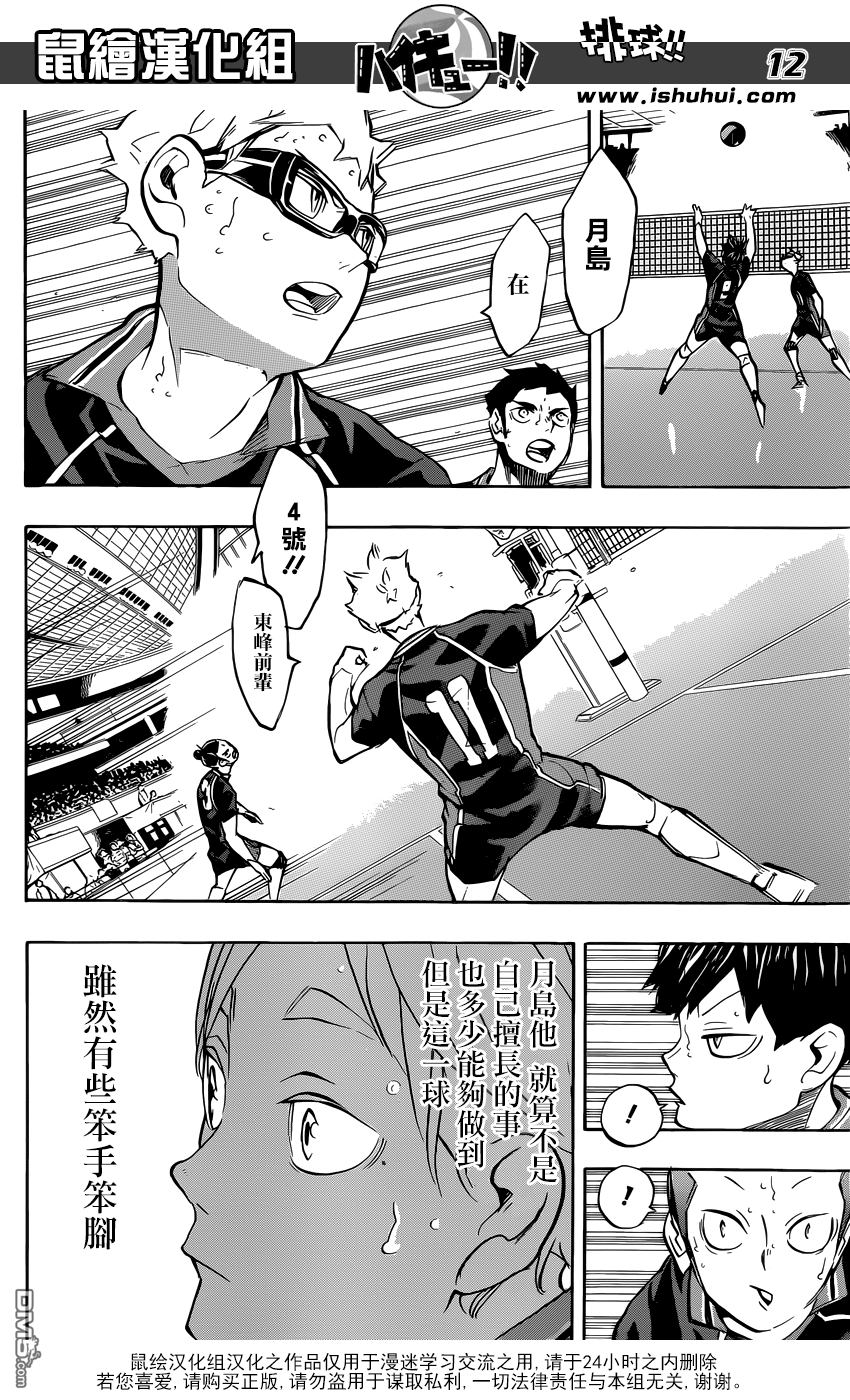 鼠繪漢化組
ハイキュー!!
排球!!
12
www.ishuhui.com
月島
在
4號!!
東峰前輩
9
11
3
!
!
月島他 就算不是
自己擅長的事
也多少能夠做到
但是這一球
雖然有些笨手笨腳
DM5.com
鼠绘汉化组汉化之作品仅用于漫迷学习交流之用, 请于24小时之内删除
若您喜爱, 请购买正版, 请勿盗用于谋取私利, 一切法律责任与本组无关, 谢谢。